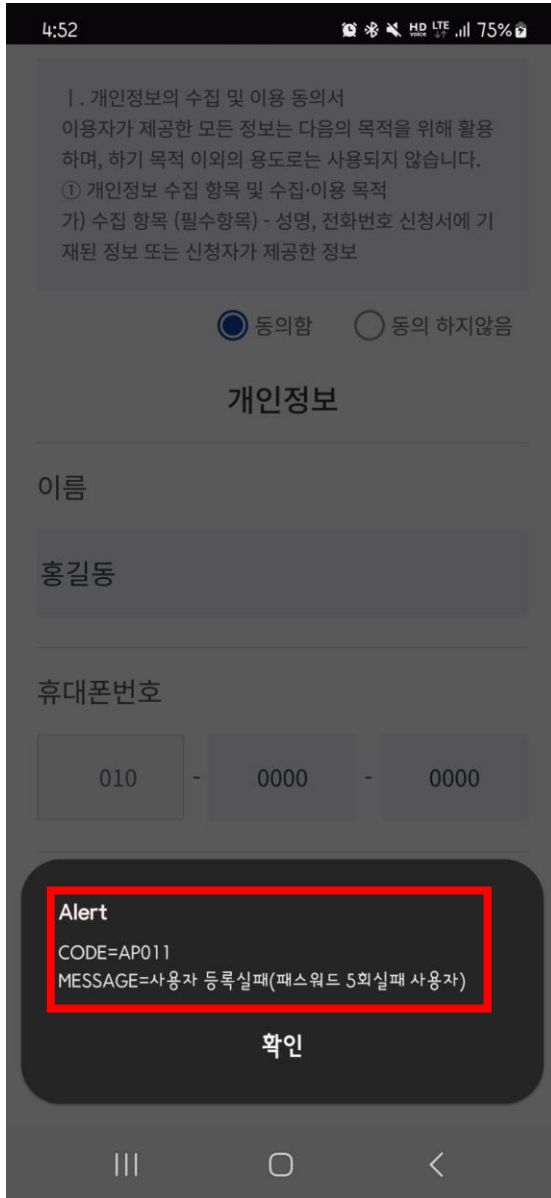 4:52 HD voice LTE 75%
Ⅰ. 개인정보의 수집 및 이용 동의서
이용자가 제공한 모든 정보는 다음의 목적을 위해 활용
하며, 하기 목적 이외의 용도로는 사용되지 않습니다.
① 개인정보 수집 항목 및 수집·이용 목적
가) 수집 항목 (필수항목) - 성명, 전화번호 신청서에 기
재된 정보 또는 신청자가 제공한 정보
동의함 동의 하지않음
개인정보
이름
홍길동
휴대폰번호
010 - 0000 - 0000
Alert
CODE=AP011
MESSAGE=사용자 등록실패(패스워드 5회실패 사용자)
확인